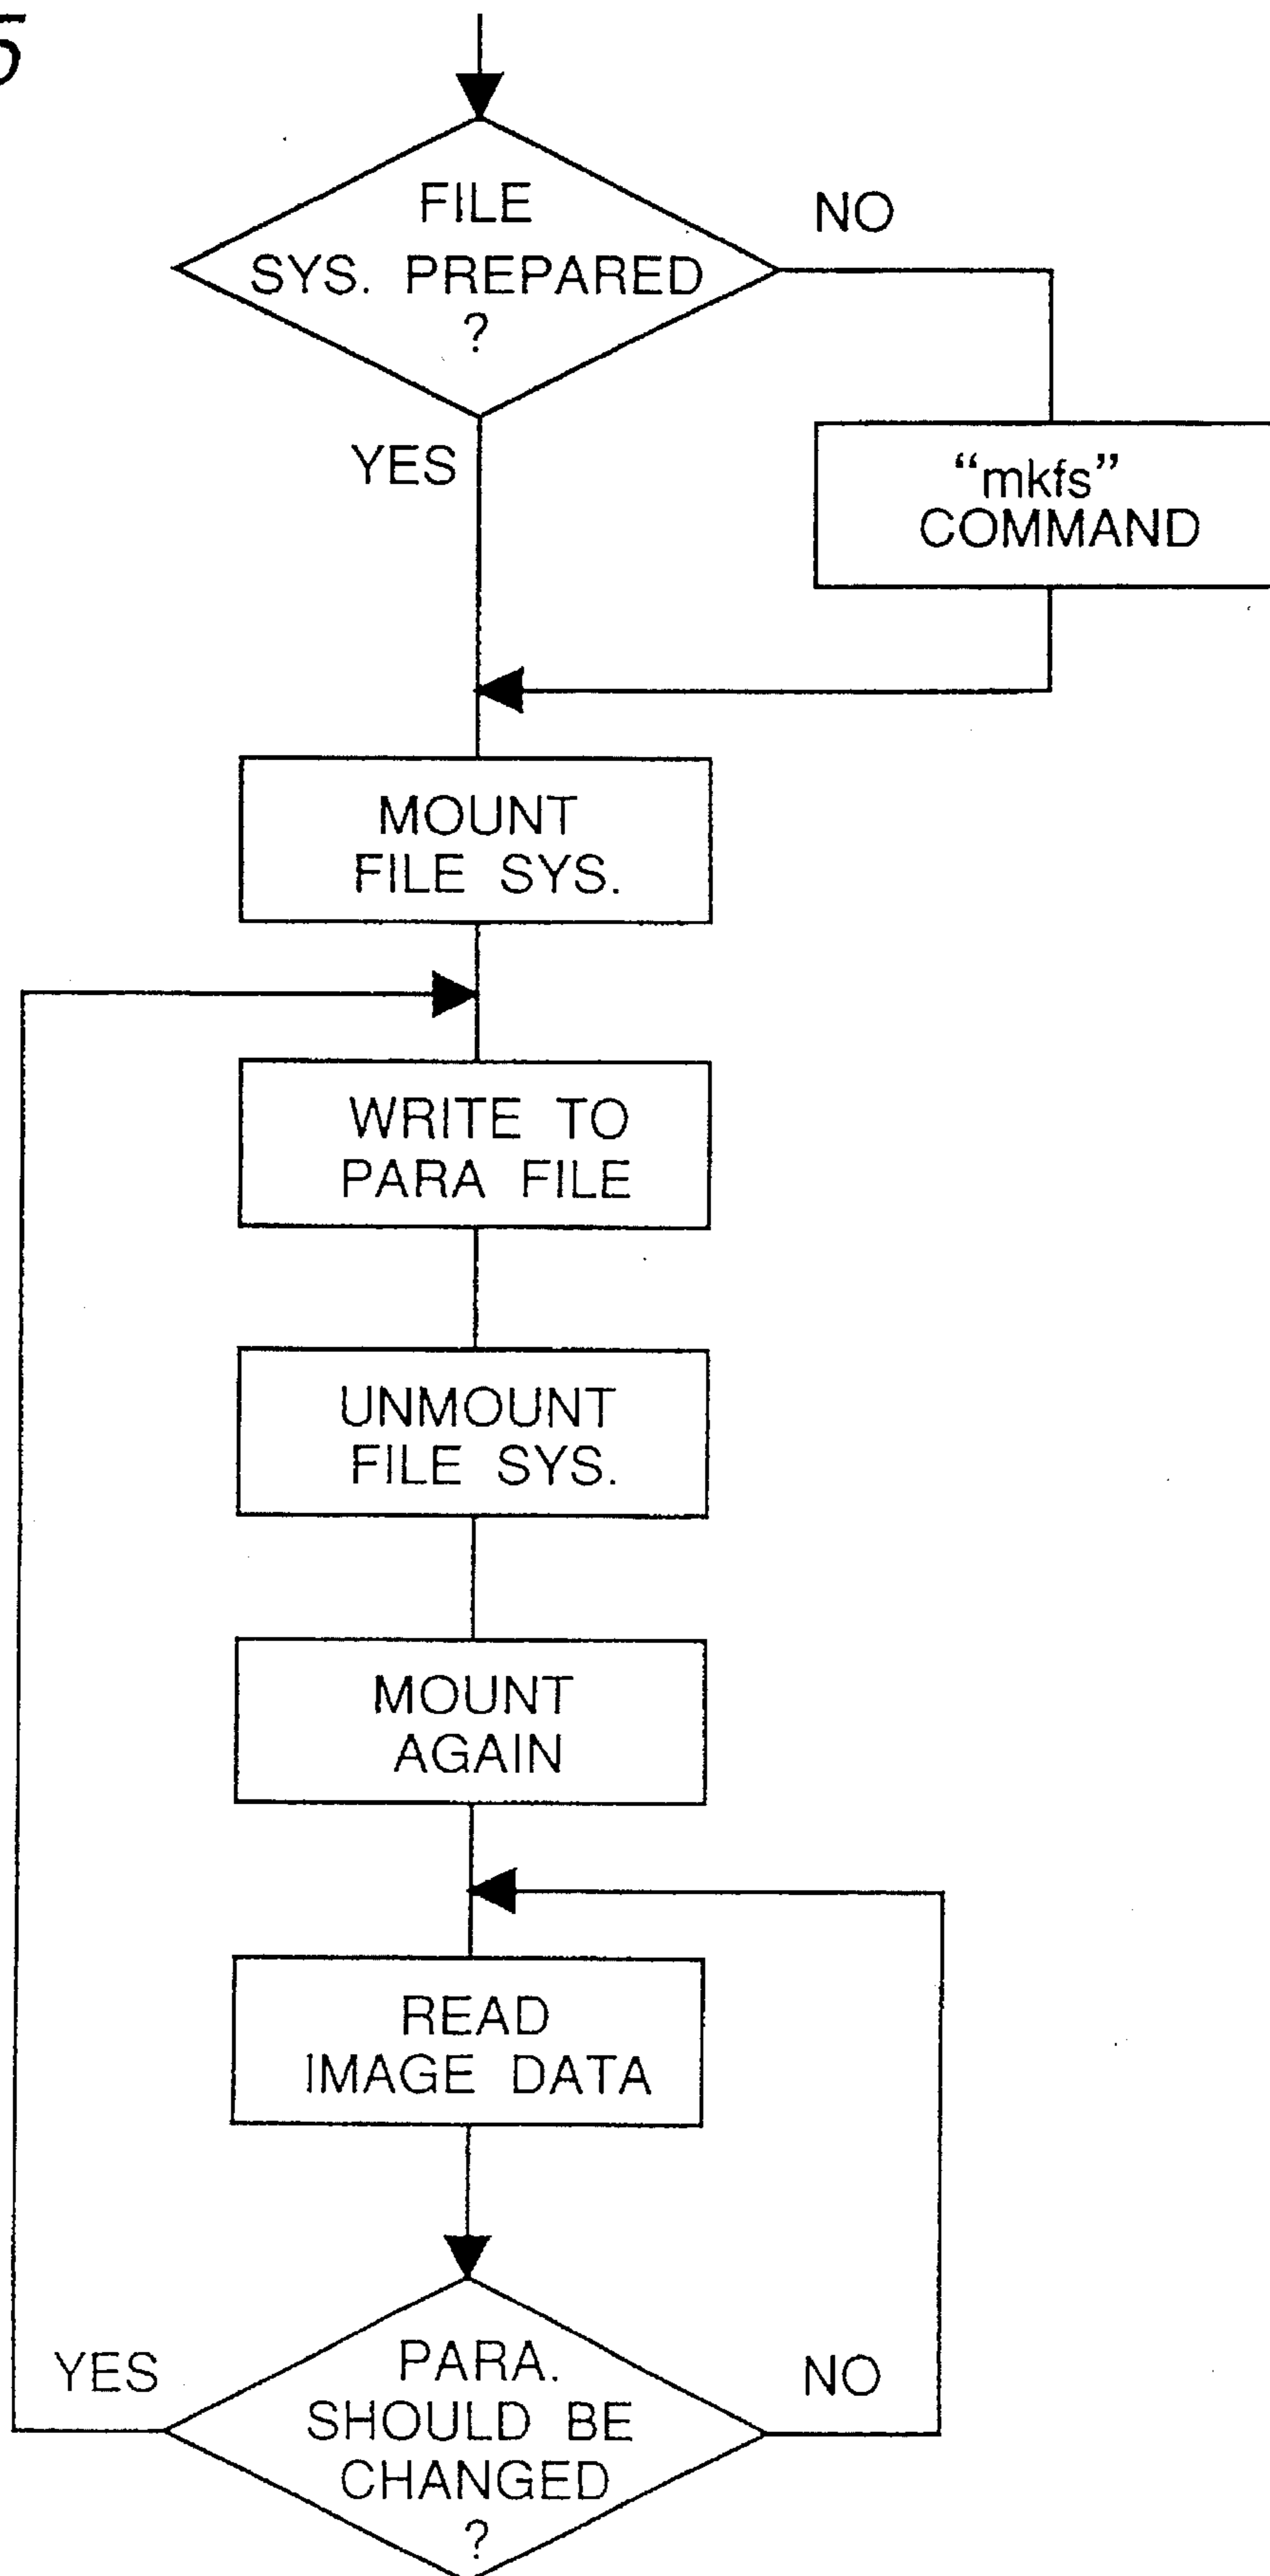 FILE
SYS. PREPARED
?
NO
YES
“mkfs”
COMMAND
MOUNT
FILE SYS.
WRITE TO
PARA FILE
UNMOUNT
FILE SYS.
MOUNT
AGAIN
READ
IMAGE DATA
YES
PARA.
SHOULD BE
CHANGED
?
NO